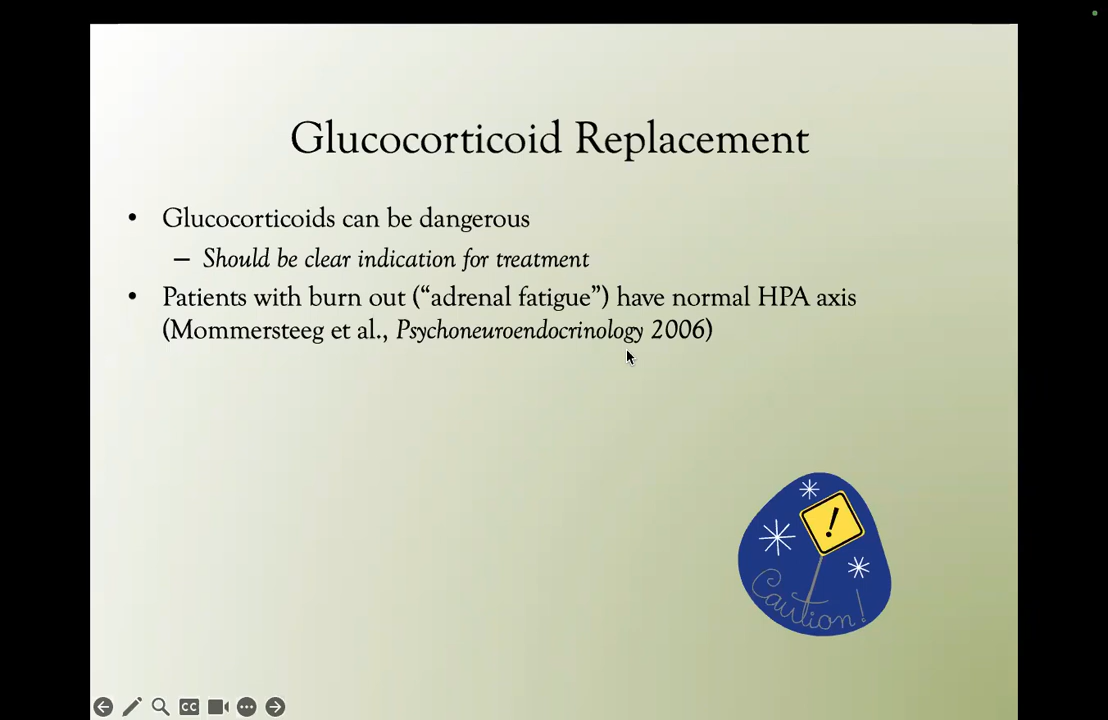 Glucocorticoid Replacement
• Glucocorticoids can be dangerous
– Should be clear indication for treatment
• Patients with burn out (“adrenal fatigue”) have normal HPA axis
(Mommersteeg et al., Psychoneuroendocrinology 2006)
!
Caution!
CC